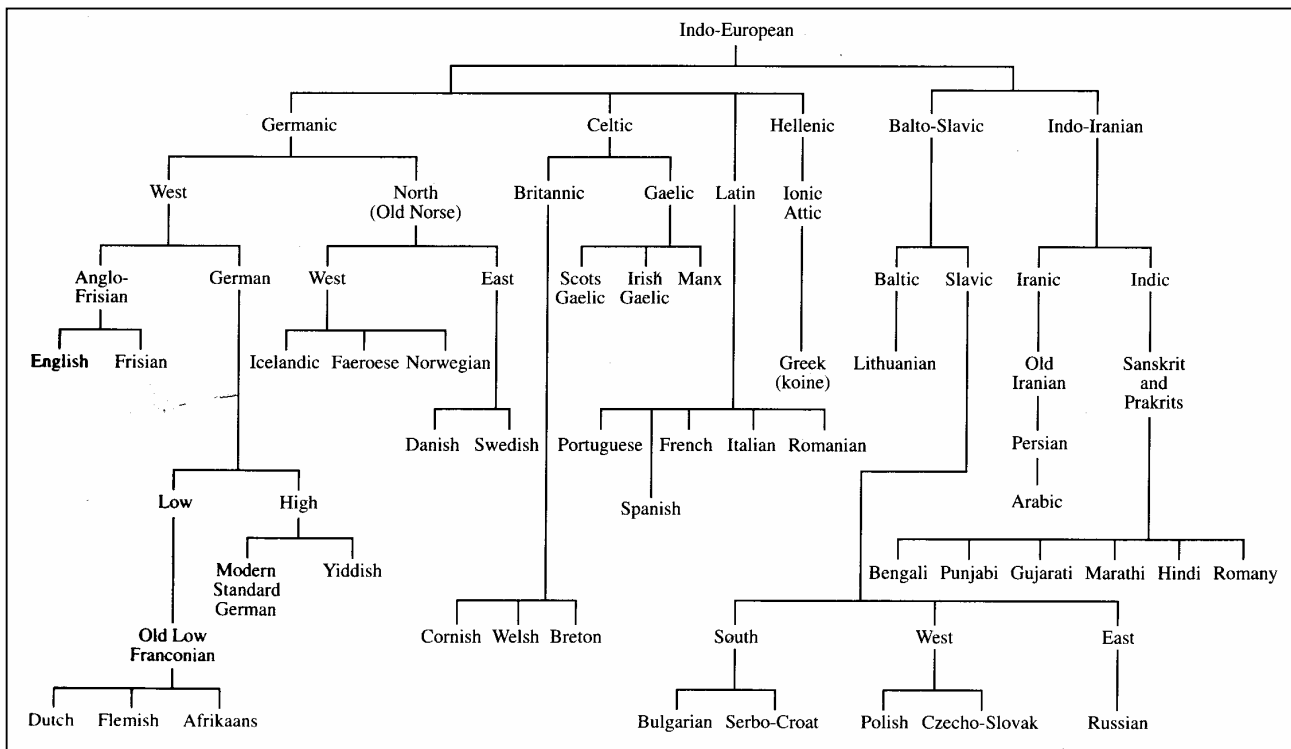 Indo-European
Germanic
Celtic
Hellenic
Balto-Slavic
Indo-Iranian
West
North
(Old Norse)
Britannic
Gaelic
Latin
Ionic
Attic
Anglo-
Frisian
German
West
East
Scots
Gaelic
Irish
Gaelic
Manx
Baltic
Slavic
Iranic
Indic
English
Frisian
Icelandic
Faeroese
Norwegian
Greek
(koine)
Lithuanian
Old
Iranian
Sanskrit
and
Prakrits
Danish
Swedish
Portuguese
French
Italian
Romanian
Persian
Low
High
Spanish
Arabic
Modern
Standard
German
Yiddish
Bengali
Punjabi
Gujarati
Marathi
Hindi
Romany
Old Low
Franconian
Cornish
Welsh
Breton
South
West
East
Dutch
Flemish
Afrikaans
Bulgarian
Serbo-Croat
Polish
Czecho-Slovak
Russian